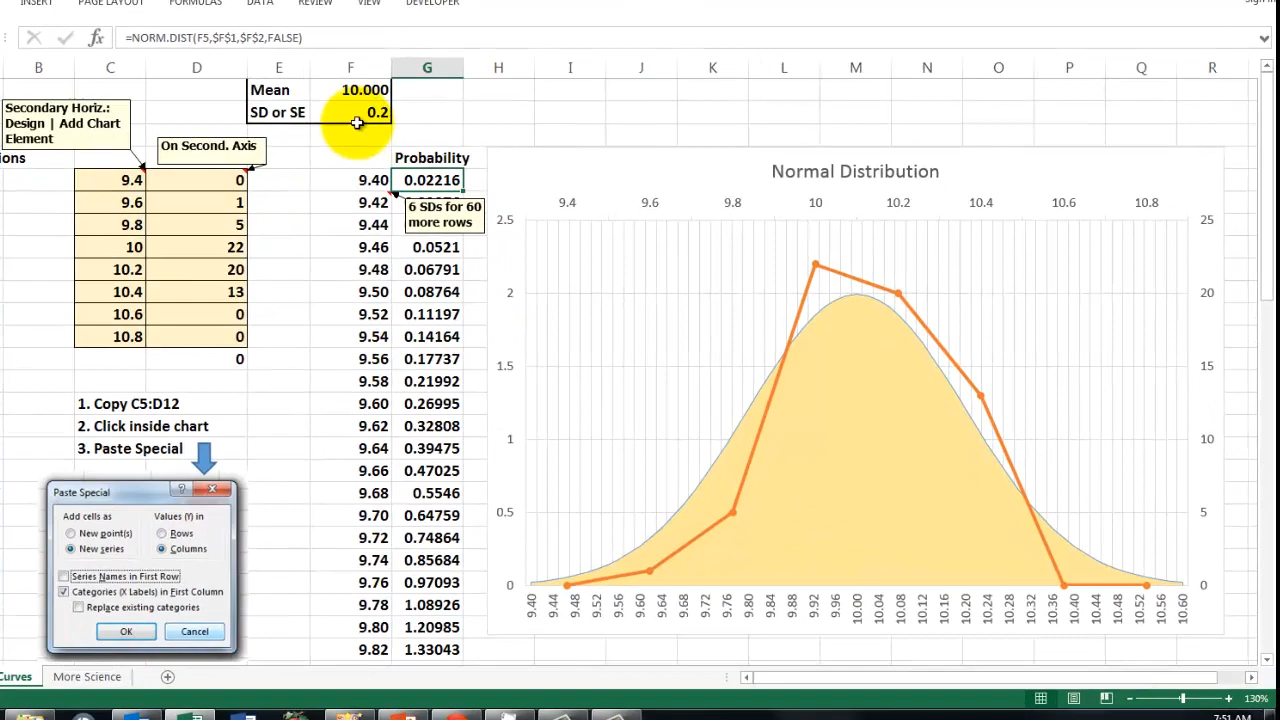 INSERT PAGE LAYOUT FORMULAS DATA REVIEW VIEW DEVELOPER
fx =NORM.DIST(F5,$F$1,$F$2,FALSE)
B C D E F G H I J K L M N O P Q R
Mean 10.000
SD or SE 0.2
Secondary Horiz.:
Design | Add Chart
Element
On Second. Axis
ions
Probability
9.4 0 9.40 0.02216
9.6 1 9.42
9.8 5 9.44
10 22 9.46 0.0521
10.2 20 9.48 0.06791
10.4 13 9.50 0.08764
10.6 0 9.52 0.11197
10.8 0 9.54 0.14164
0 9.56 0.17737
9.58 0.21992
1. Copy C5:D12 9.60 0.26995
2. Click inside chart 9.62 0.32808
3. Paste Special 9.64 0.39475
9.66 0.47025
9.68 0.5546
9.70 0.64759
9.72 0.74864
9.74 0.85684
9.76 0.97093
9.78 1.08926
9.80 1.20985
9.82 1.33043
6 SDs for 60
more rows
Paste Special
Add cells as Values (Y) in
New point(s) Rows
New series Columns
Series Names in First Row
Categories (X Labels) in First Column
Replace existing categories
OK Cancel
Normal Distribution
9.4 9.6 9.8 10 10.2 10.4 10.6 10.8
2.5 25
2 20
1.5 15
1 10
0.5 5
0 0
9.40 9.44 9.48 9.52 9.56 9.60 9.64 9.68 9.72 9.76 9.80 9.84 9.88 9.92 9.96 10.00 10.04 10.08 10.12 10.16 10.20 10.24 10.28 10.32 10.36 10.40 10.44 10.48 10.52 10.56 10.60
Curves More Science
130%
7:51 AM